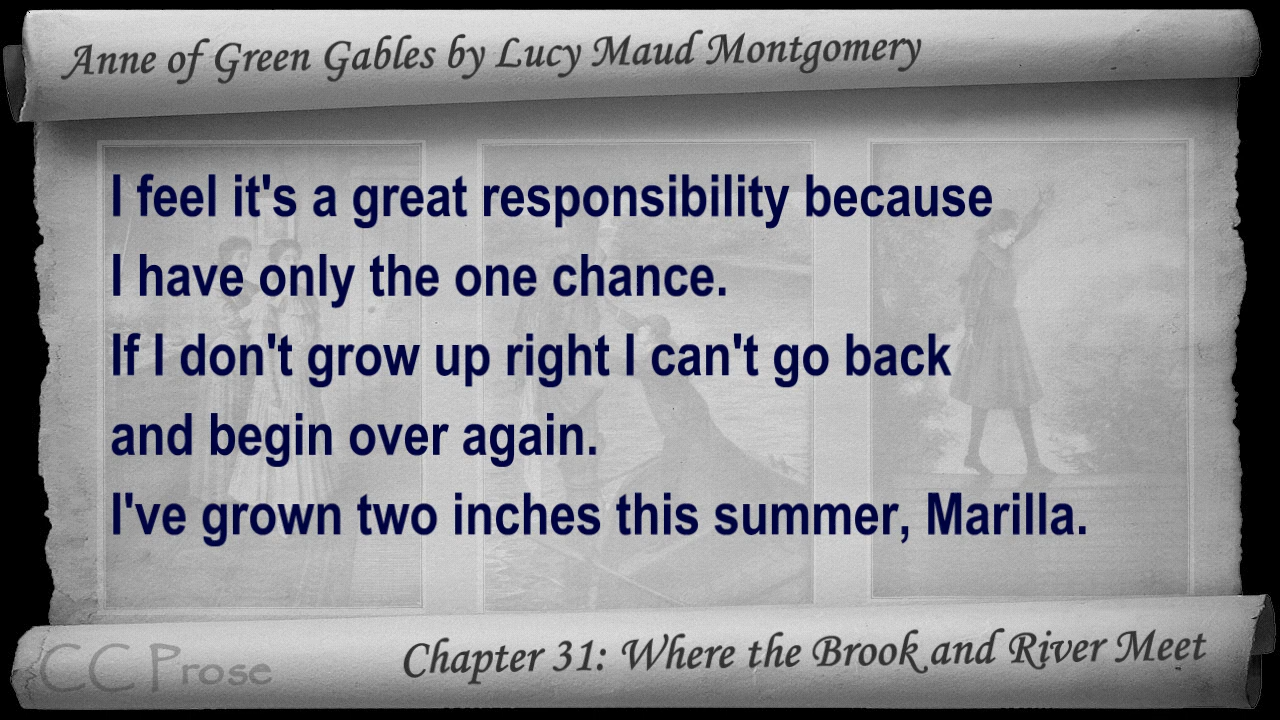 Anne of Green Gables by Lucy Maud Montgomery
I feel it's a great responsibility because
I have only the one chance.
If I don't grow up right I can't go back
and begin over again.
I've grown two inches this summer, Marilla.
CC Prose
Chapter 31: Where the Brook and River Meet